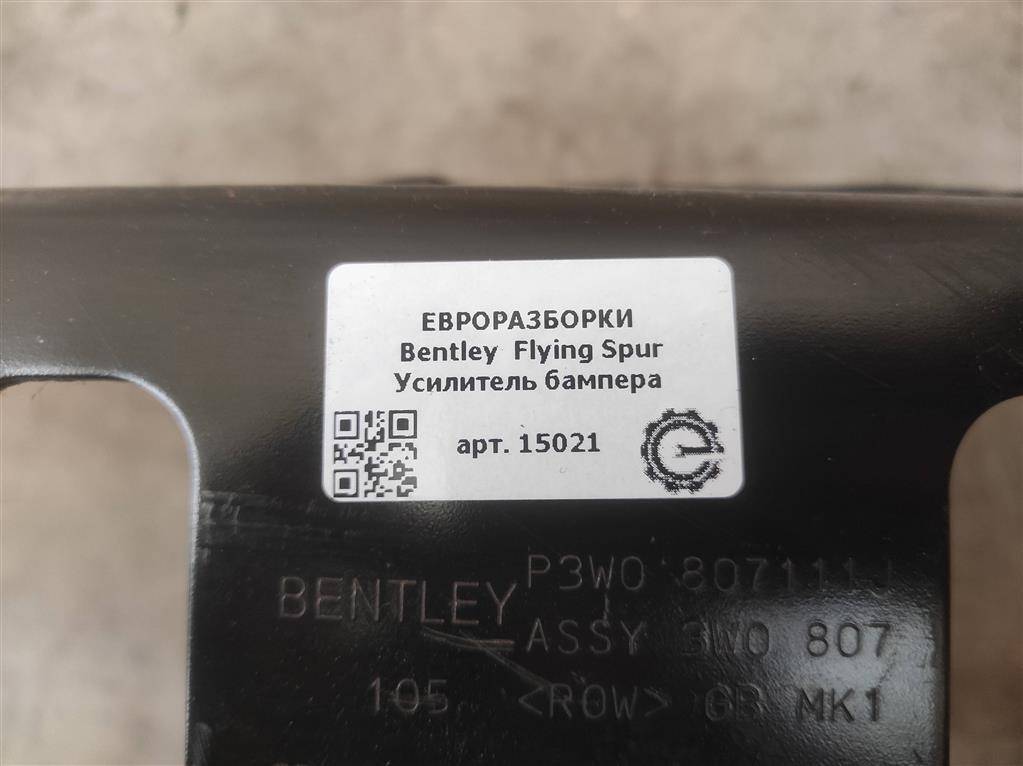 ЕВРОРАЗБОРКИ
Bentley Flying Spur
Усилитель бампера
арт. 15021
BENTLEY P3W0 807111J
ASSY 3W0 807
105 <ROW> GB MK1